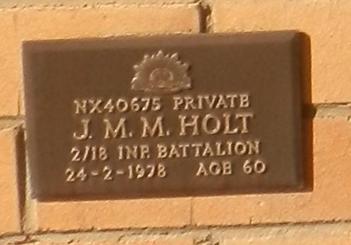 NX40675 PRIVATE
J. M. M. HOLT
2/18 INF. BATTALION
24-2-1978 AGE 60